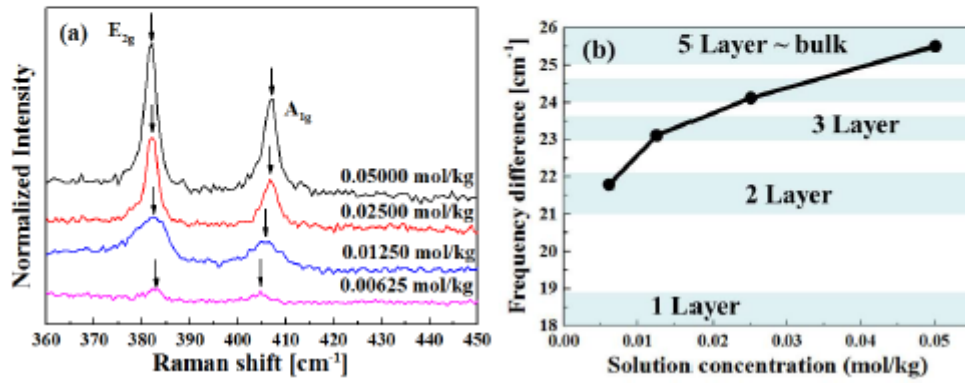 (a)
E2g
A1g
0.05000 mol/kg
0.02500 mol/kg
0.01250 mol/kg
0.00625 mol/kg
Normalized Intensity
360 370 380 390 400 410 420 430 440 450
Raman shift [cm-1]
(b)
5 Layer ~ bulk
3 Layer
2 Layer
1 Layer
Frequency difference [cm-1]
26
25
24
23
22
21
20
19
18
0.00 0.01 0.02 0.03 0.04 0.05
Solution concentration (mol/kg)